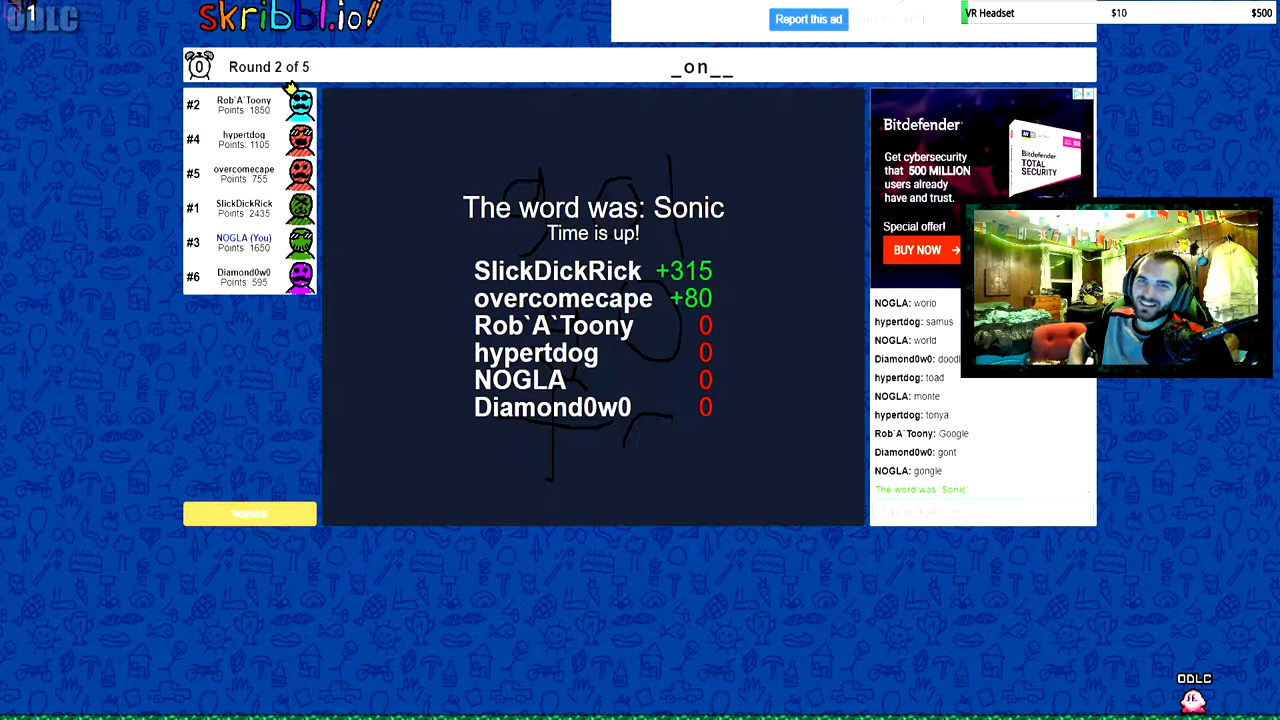 1
ODLC
skribbl.io
Report this ad
VR Headset
$10
$500
0
Round 2 of 5
_on__
#2
Rob`A`Toony
Points: 1850
#4
hypertdog
Points: 1105
#5
overcomecape
Points: 755
#1
SlickDickRick
Points: 2435
#3
NOGLA (You)
Points: 1650
#6
Diamond0w0
Points: 595
Votekick
The word was: Sonic
Time is up!
SlickDickRick +315
overcomecape +80
Rob`A`Toony 0
hypertdog 0
NOGLA 0
Diamond0w0 0
Bitdefender
Get cybersecurity
that 500 MILLION
users already
have and trust.
Special offer!
BUY NOW →
Bitdefender
TOTAL
SECURITY
NOGLA: worio
hypertdog: samus
NOGLA: world
Diamond0w0: doodl
hypertdog: toad
NOGLA: monte
hypertdog: tonya
Rob`A`Toony: Google
Diamond0w0: gont
NOGLA: gongle
The word was 'Sonic'
ODLC